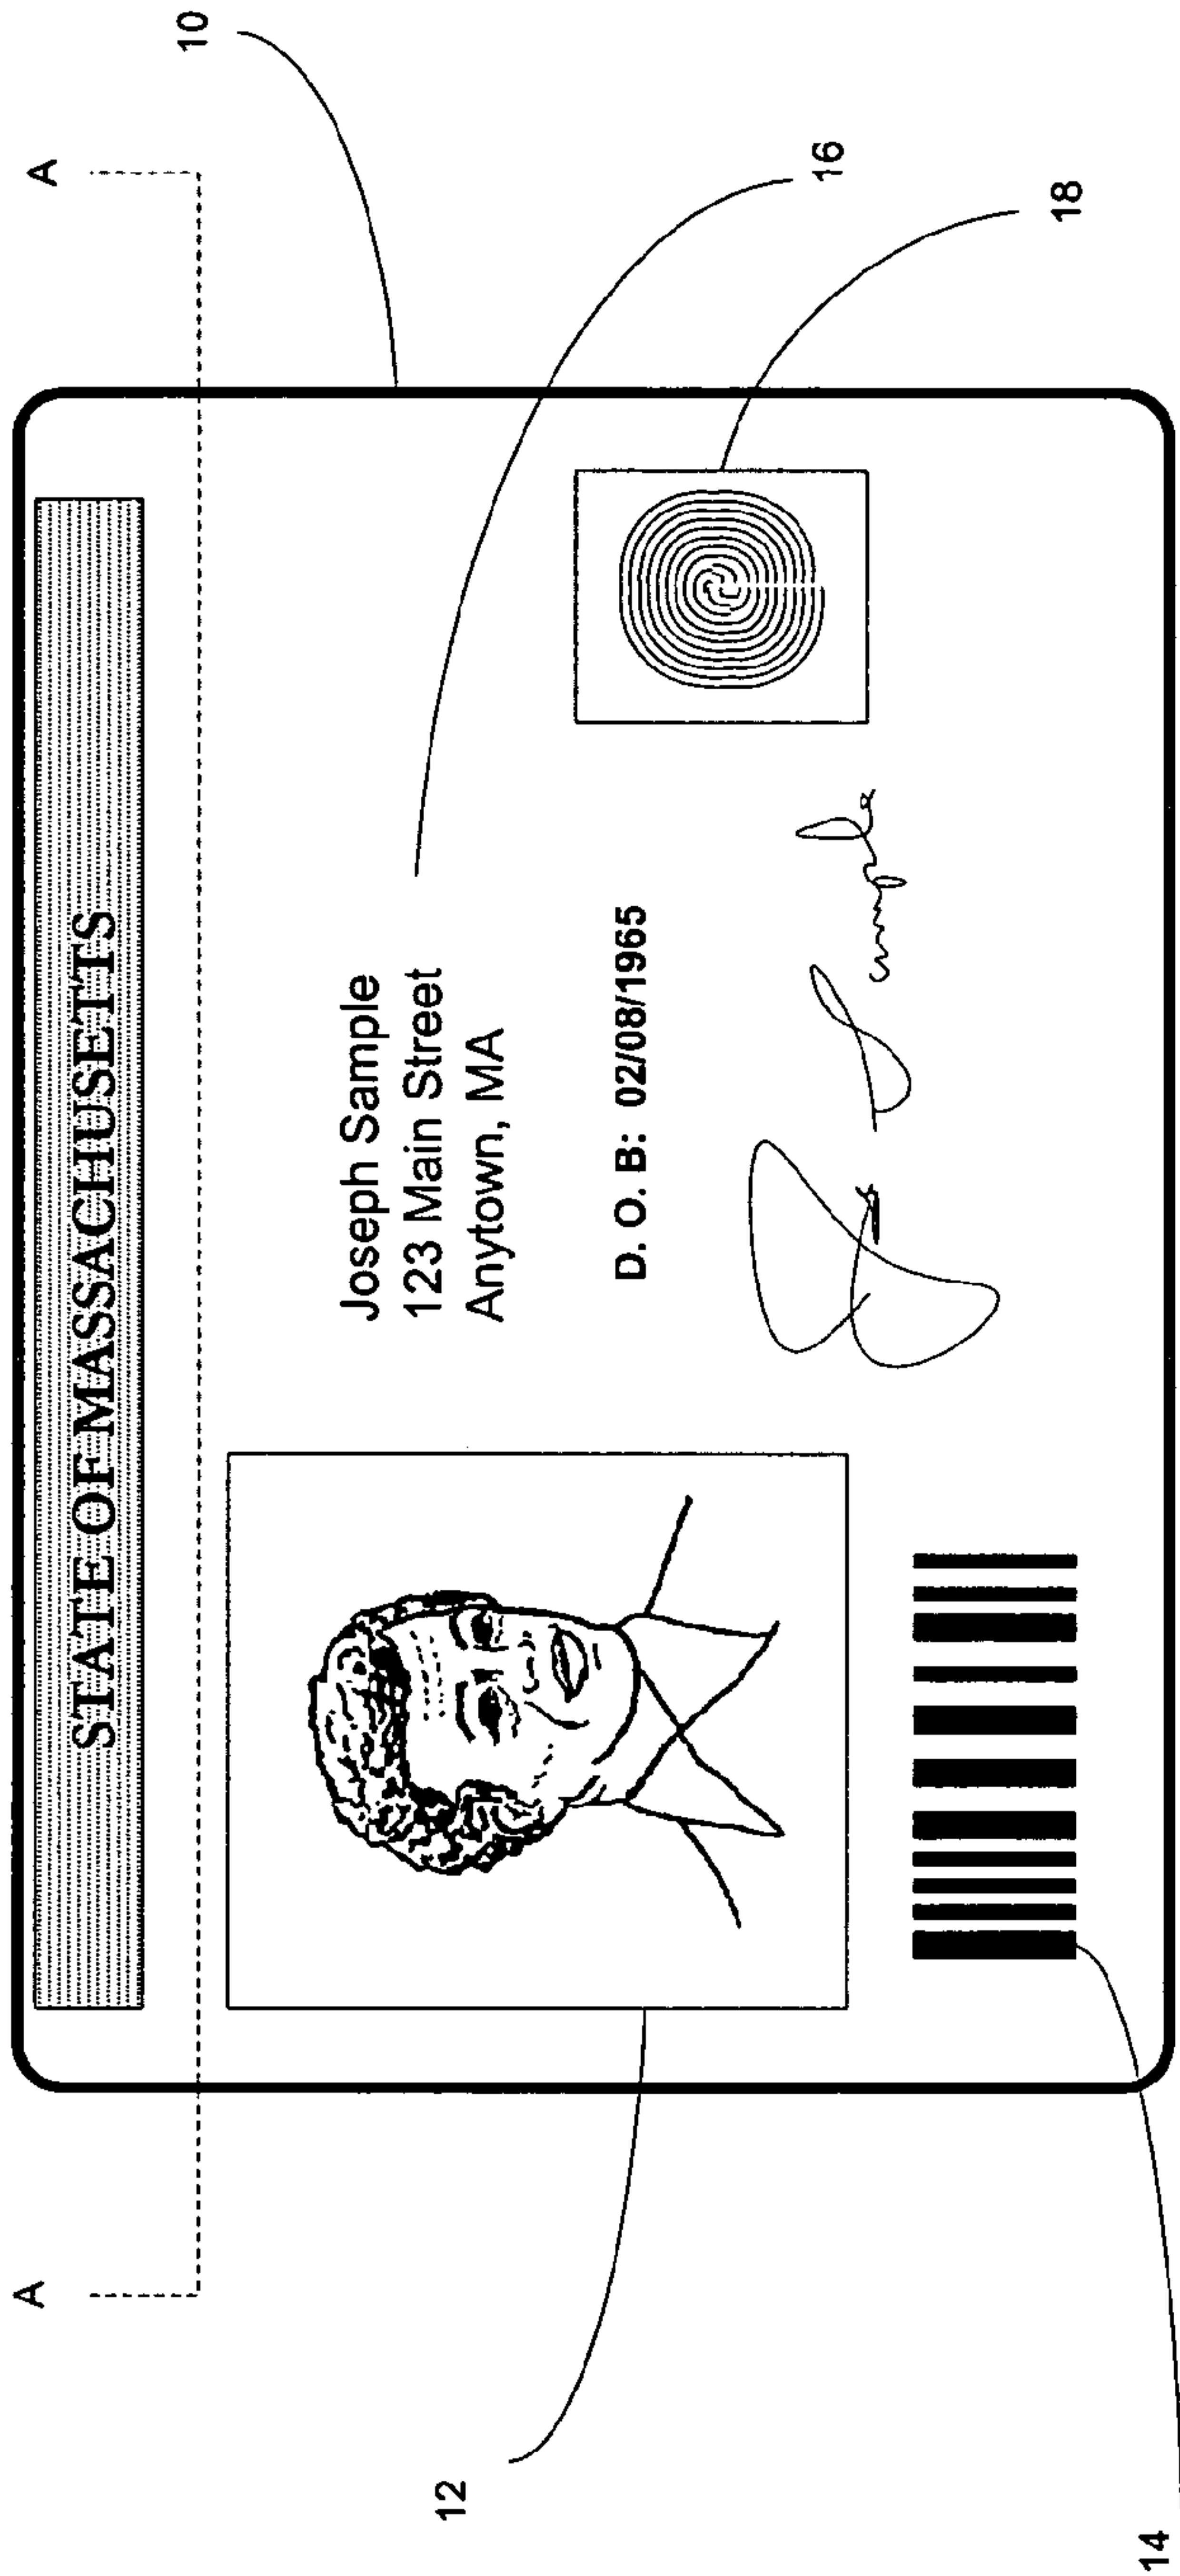 A A
10
STATE OF MASSACHUSETTS
Joseph Sample
123 Main Street
Anytown, MA
16
D. O. B: 02/08/1965
18
12
14